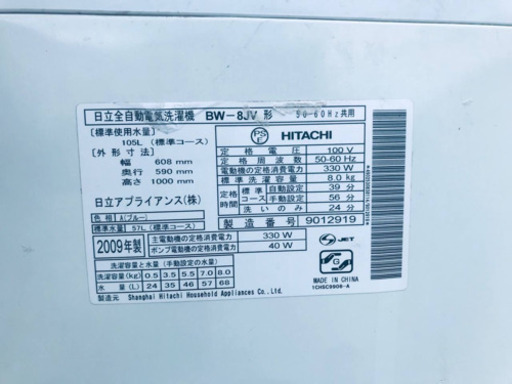 日立全自動電気洗濯機 BW-8JV 形 50-60Hz共用
[標準使用水量]
105L (標準コース)
[外形寸法]
幅 608 mm
奥行 590 mm
高さ 1000 mm
日立アプライアンス(株)
PSE HITACHI
定格電圧 100 V
定格周波数 50-60 Hz
電動機の定格消費電力 330 W
標準洗濯容量 8.0 kg
標準コース 自動設定 39 分
手動設定 56 分
洗いのみ 24 分
色相 A(ブルー)
標準水量 57L (標準コース)
製造番号 9012919
2009年製
主電動機の定格消費電力 330 W
ポンプ電動機の定格消費電力 40 W
JET
洗濯容量と水量 (手動設定の水量)
洗濯容量(kg) 0.5 3.5 5.5 7.0 8.0
水量(L) 24 35 46 57 68
製造元 Shanghai Hitachi Household Appliances Co.,Ltd.
S G